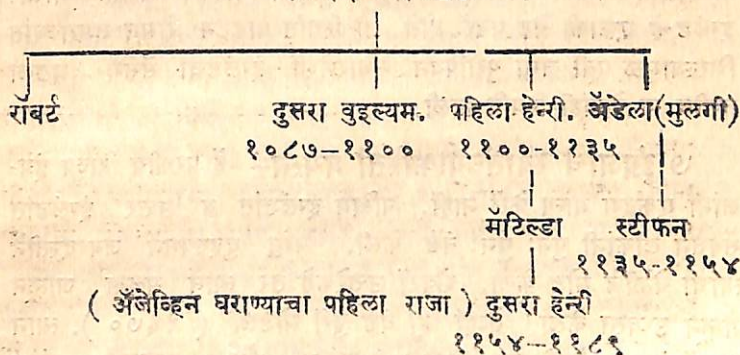 रॉबर्ट दुसरा वुइल्यम. पहिला हेन्री. ॲडेला(मुलगी)
१०८७–११०० ११००-११३५
मॅटिल्डा स्टीफन
११३५-११५४
( ॲंजेव्हिन घराण्याचा पहिला राजा ) दुसरा हेन्री
११५४–११८९